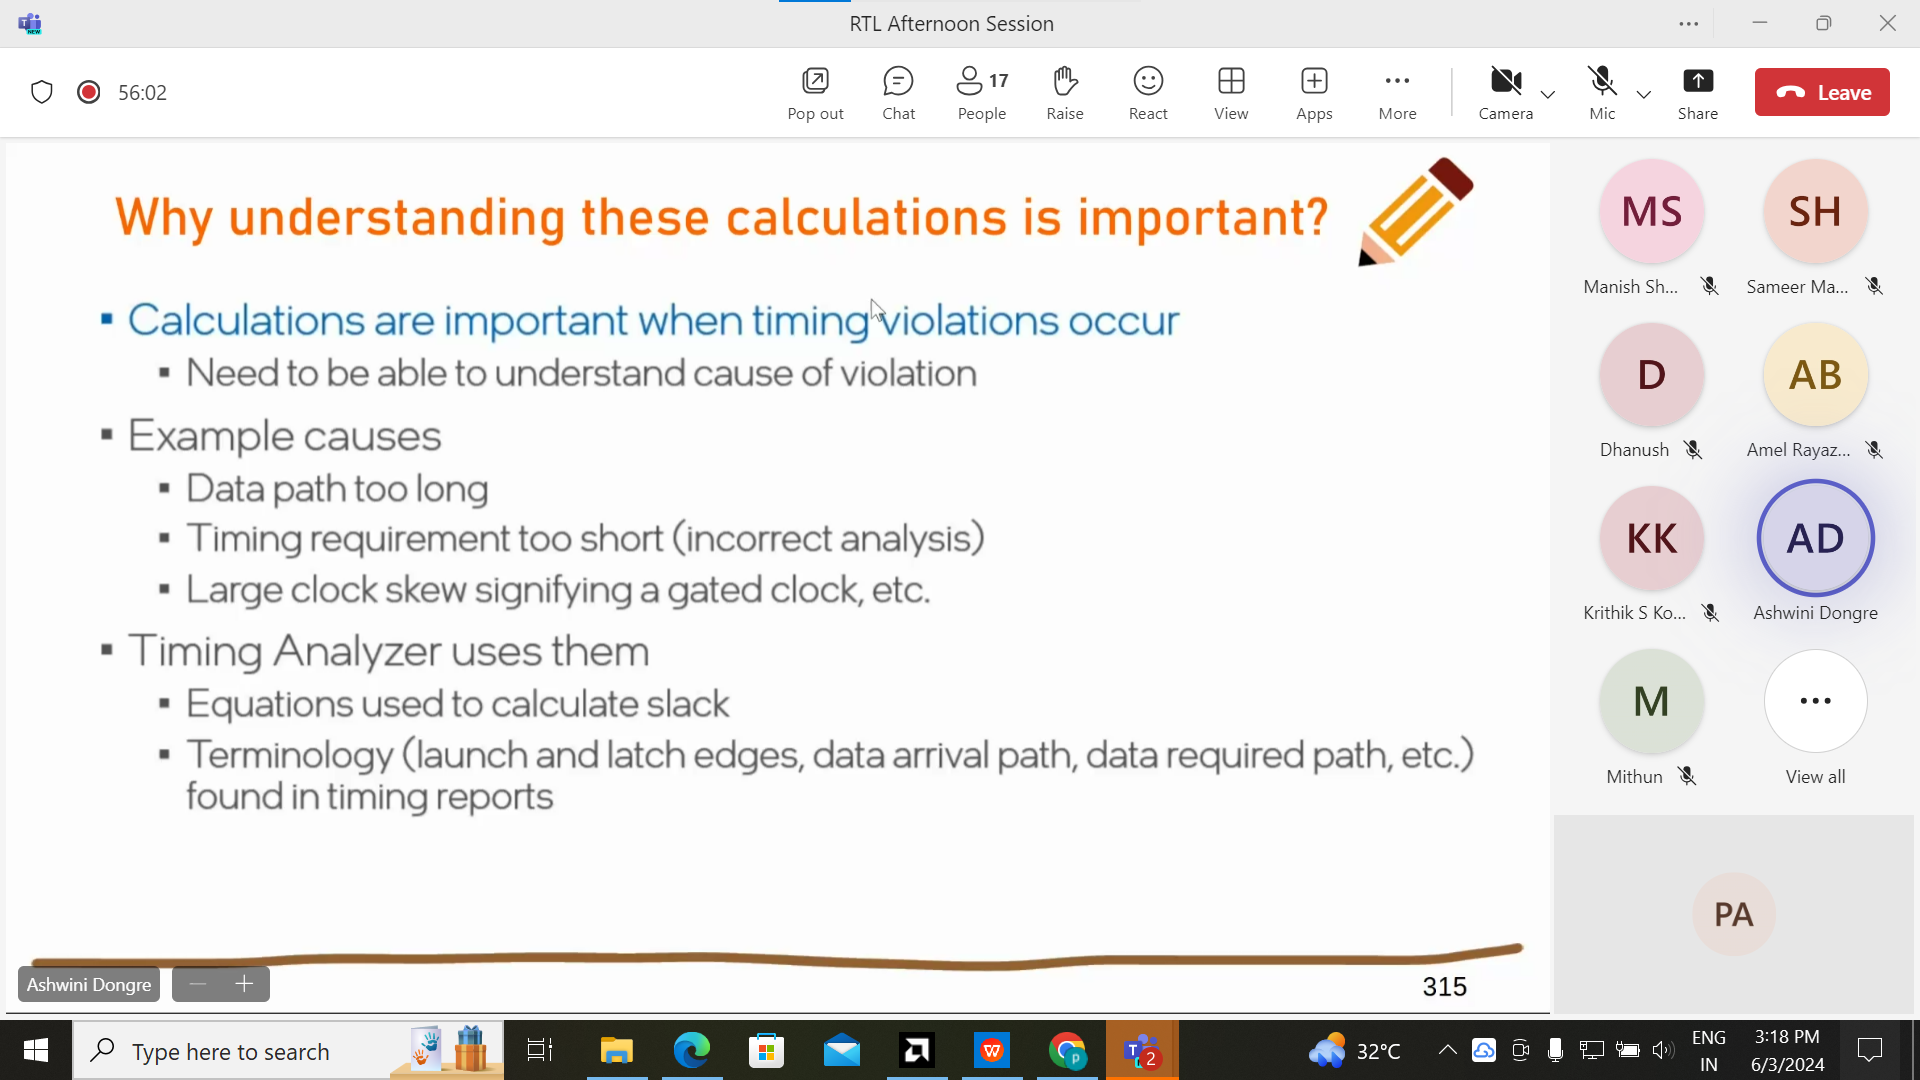 RTL Afternoon Session
NEW
56:02
Pop out
Chat
17
People
Raise
React
View
Apps
More
Camera
Mic
Share
Leave
Why understanding these calculations is important?
Calculations are important when timing violations occur
Need to be able to understand cause of violation
Example causes
Data path too long
Timing requirement too short (incorrect analysis)
Large clock skew signifying a gated clock, etc.
Timing Analyzer uses them
Equations used to calculate slack
Terminology (launch and latch edges, data arrival path, data required path, etc.)
found in timing reports
315
Ashwini Dongre
MS
Manish Sh...
SH
Sameer Ma...
D
Dhanush
AB
Amel Rayaz...
KK
Krithik S Ko...
AD
Ashwini Dongre
M
Mithun
View all
PA
Type here to search
W
p
T
2
32°C
ENG
IN
3:18 PM
6/3/2024